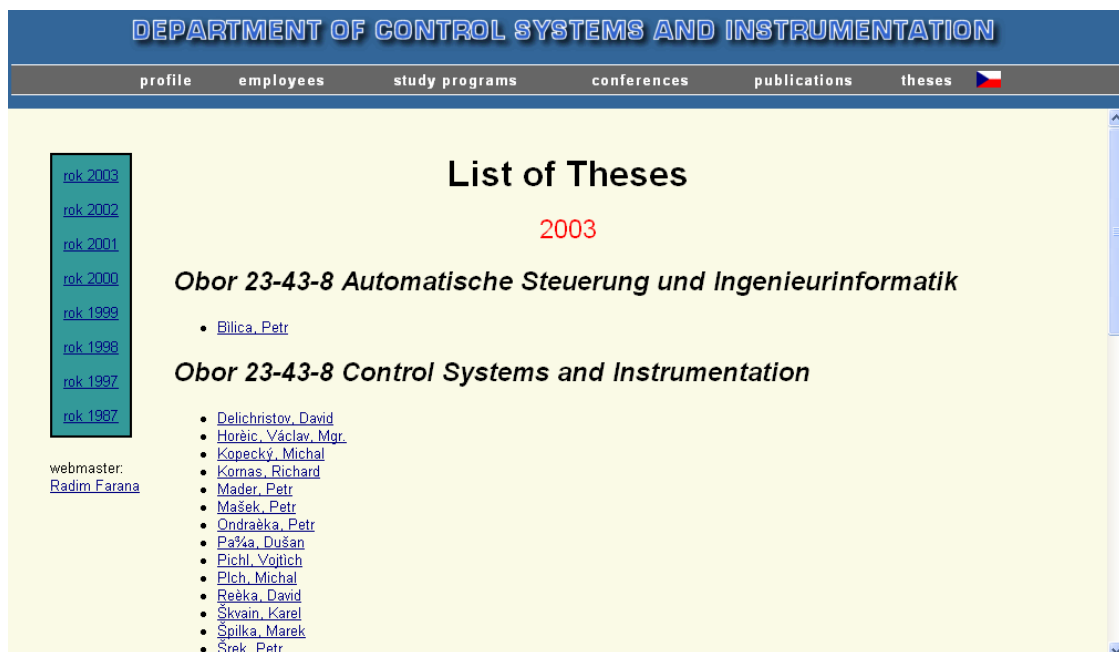 DEPARTMENT OF CONTROL SYSTEMS AND INSTRUMENTATION
profile employees study programs conferences publications theses
rok 2003
rok 2002
rok 2001
rok 2000
rok 1999
rok 1998
rok 1997
rok 1987
webmaster:
Radim Farana
List of Theses
2003
Obor 23-43-8 Automatische Steuerung und Ingenieurinformatik
Bìlica, Petr
Obor 23-43-8 Control Systems and Instrumentation
Delichristov, David
Horèic, Václav, Mgr.
Kopecký, Michal
Kornas, Richard
Mader, Petr
Mašek, Petr
Ondraèka, Petr
Pa¾a, Dušan
Pichl, Vojtìch
Plch, Michal
Reèka, David
Škvain, Karel
Špilka, Marek
Šrek, Petr